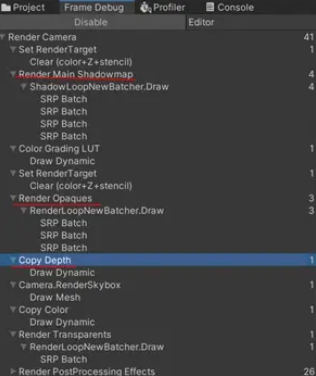 Project Frame Debug Profiler Console
Disable Editor
Render Camera 41
Set RenderTarget 1
Clear (color+Z+stencil)
Render Main Shadowmap 4
ShadowLoopNewBatcher.Draw 4
SRP Batch
SRP Batch
SRP Batch
SRP Batch
Color Grading LUT 1
Draw Dynamic
Set RenderTarget 1
Clear (color+Z+stencil)
Render Opaques 3
RenderLoopNewBatcher.Draw 3
SRP Batch
SRP Batch
SRP Batch
Copy Depth 1
Draw Dynamic
Camera.RenderSkybox 1
Draw Mesh
Copy Color 1
Draw Dynamic
Render Transparents 1
RenderLoopNewBatcher.Draw 1
SRP Batch
Render PostProcessing Effects 26